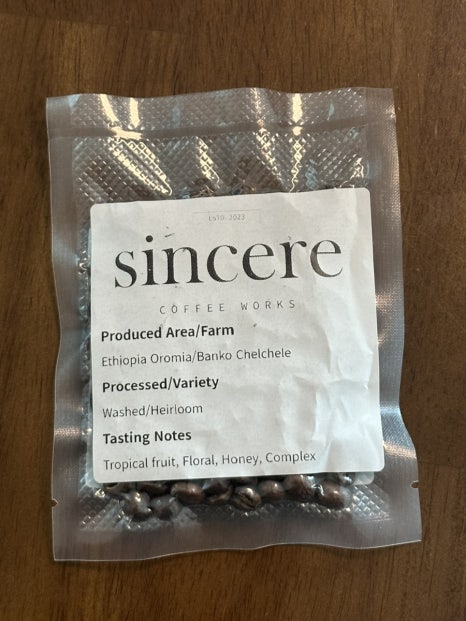 ESTD. 2023
sincere
COFFEE WORKS
Produced Area/Farm
Ethiopia Oromia/Banko Chelchele
Processed/Variety
Washed/Heirloom
Tasting Notes
Tropical fruit, Floral, Honey, Complex